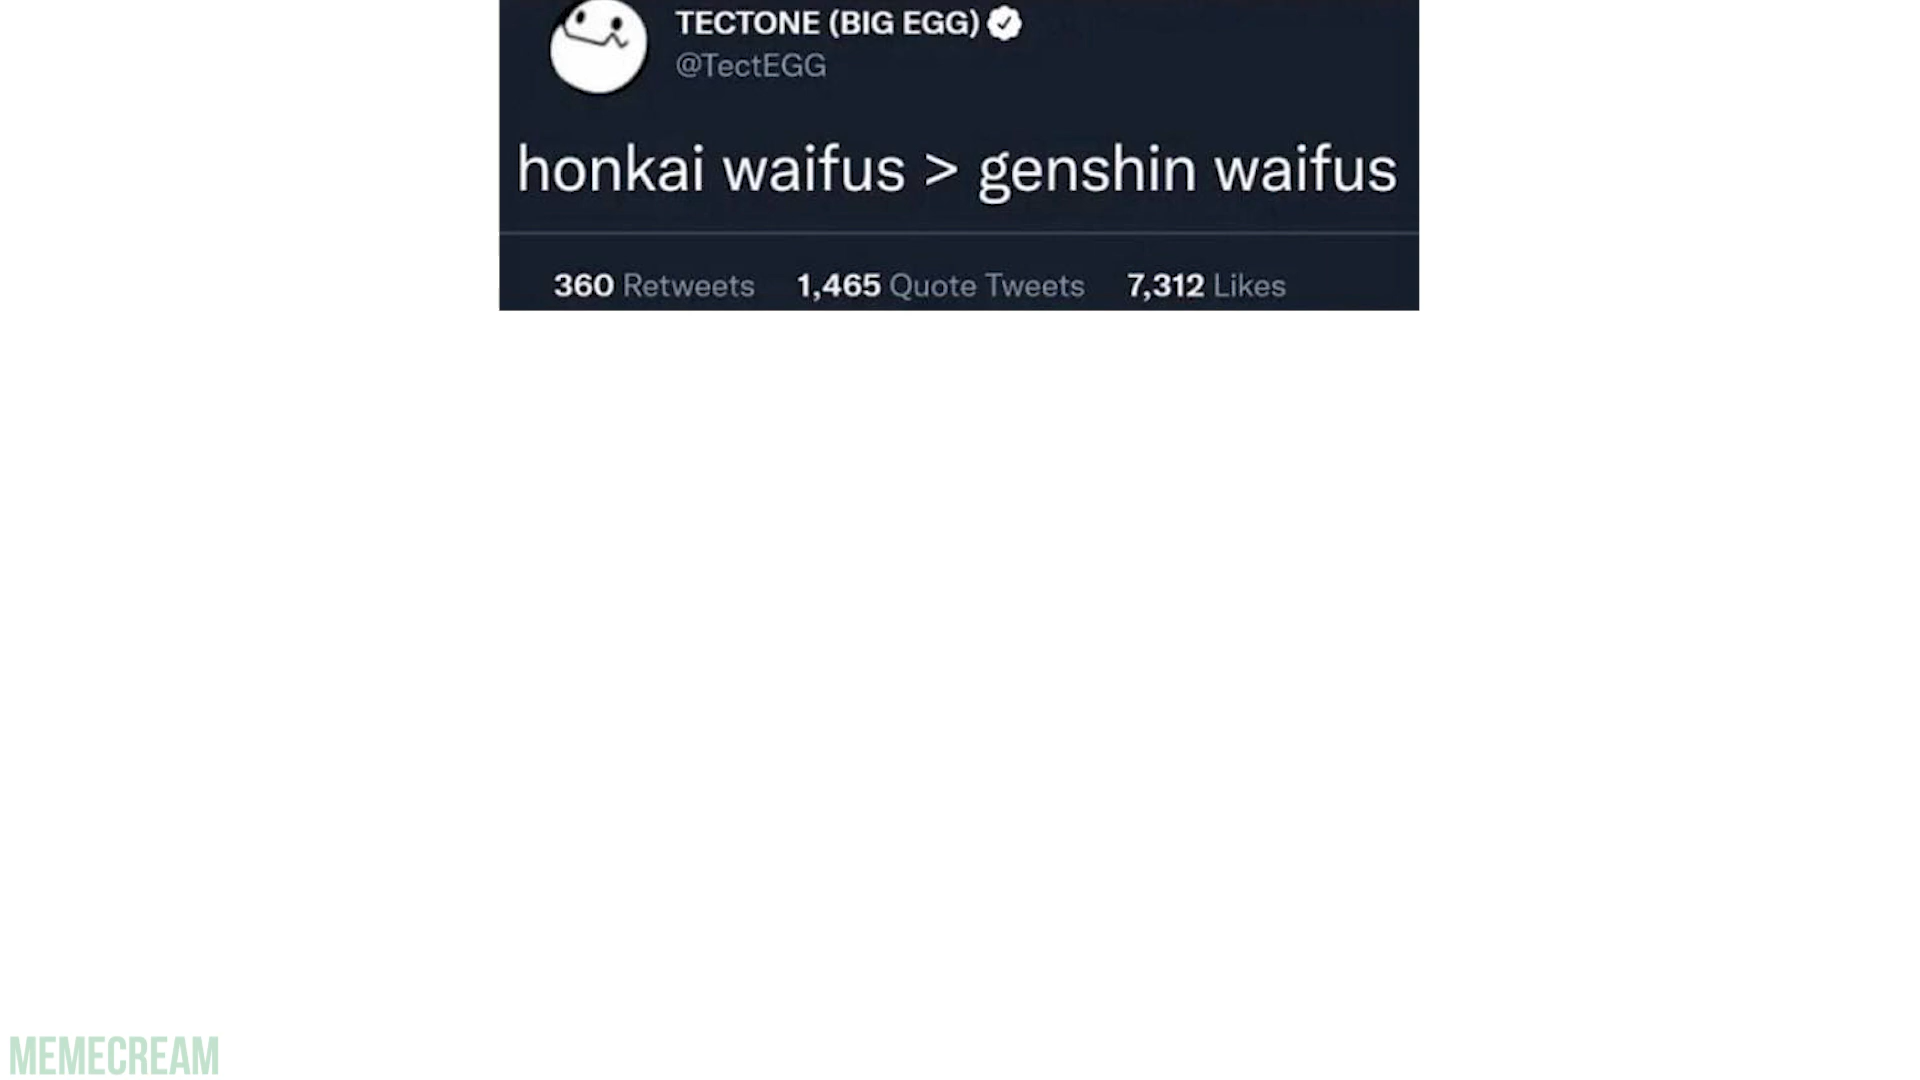 TECTONE (BIG EGG)
@TectEGG
honkai waifus > genshin waifus
360 Retweets 1,465 Quote Tweets 7,312 Likes
MEMECREAM